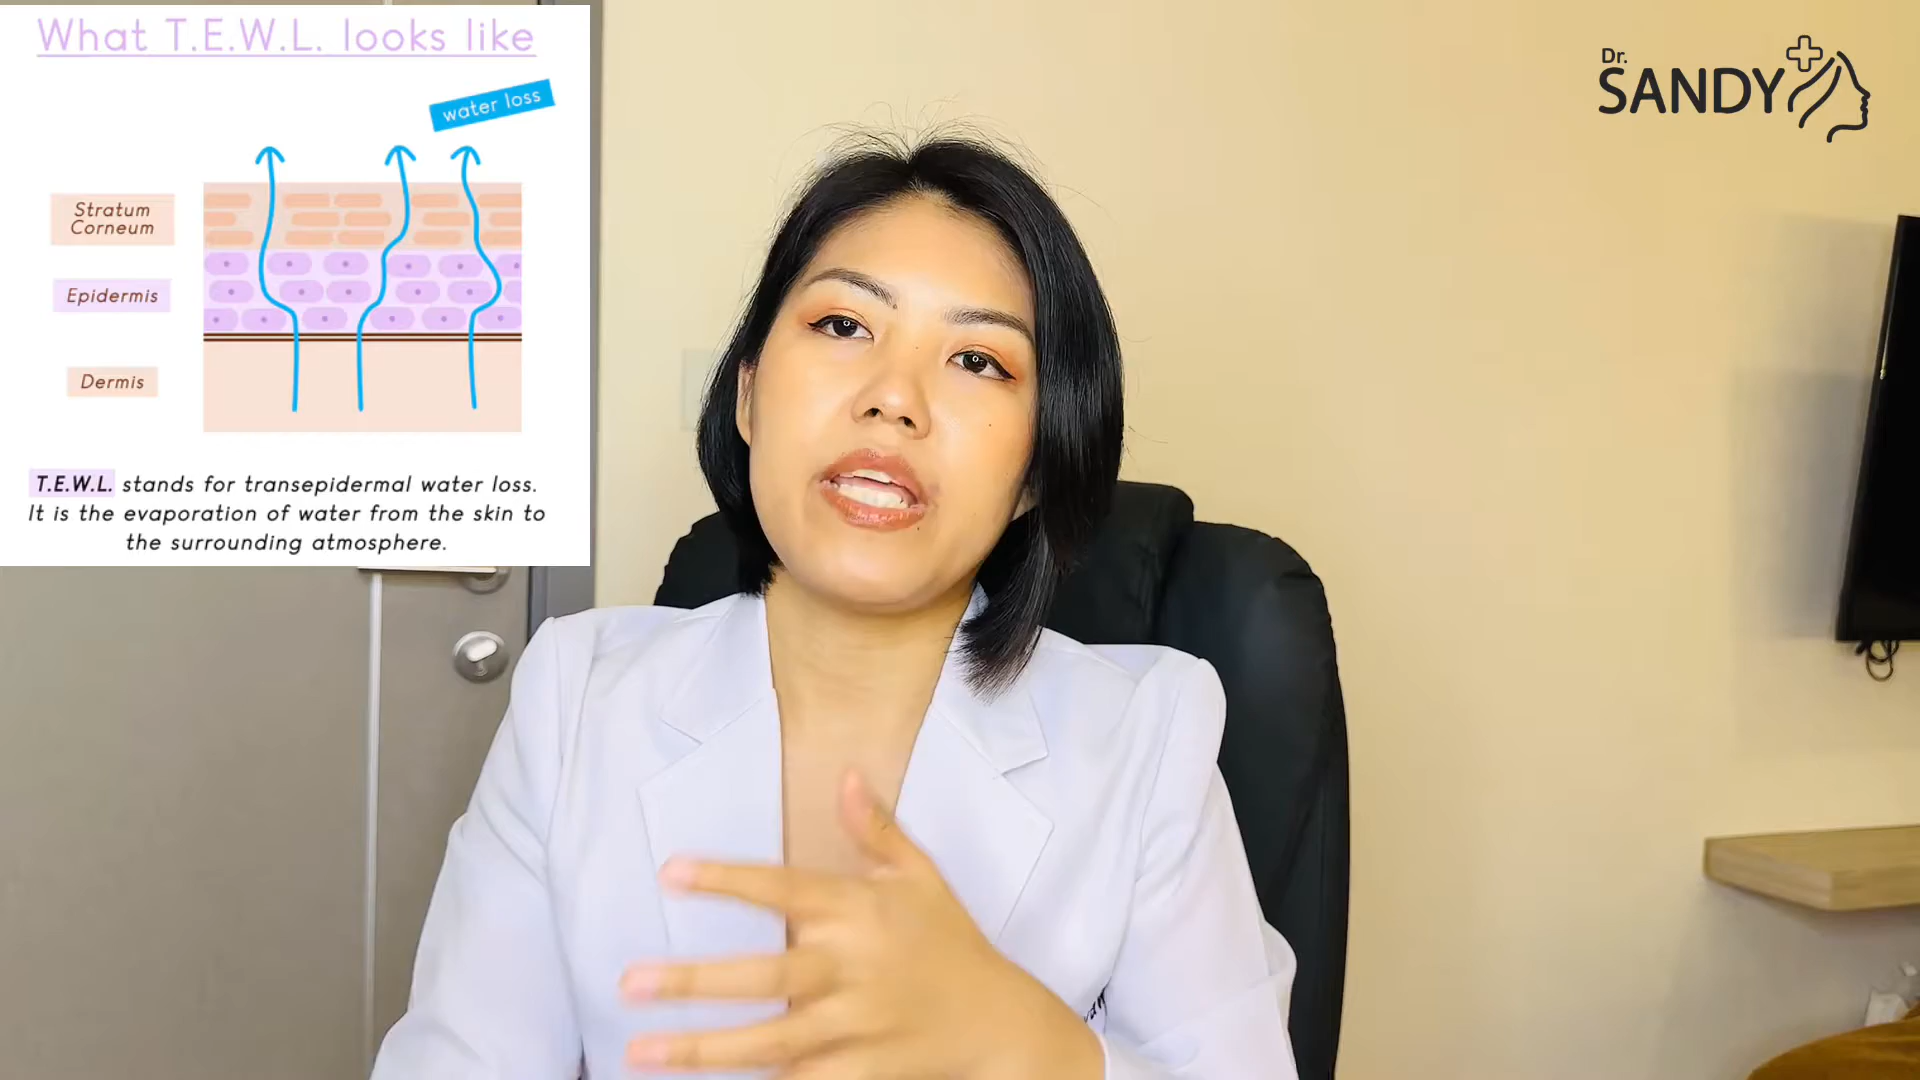 What T.E.W.L. looks like
water loss
Stratum
Corneum
Epidermis
Dermis
T.E.W.L. stands for transepidermal water loss.
It is the evaporation of water from the skin to
the surrounding atmosphere.
Dr.
SANDY